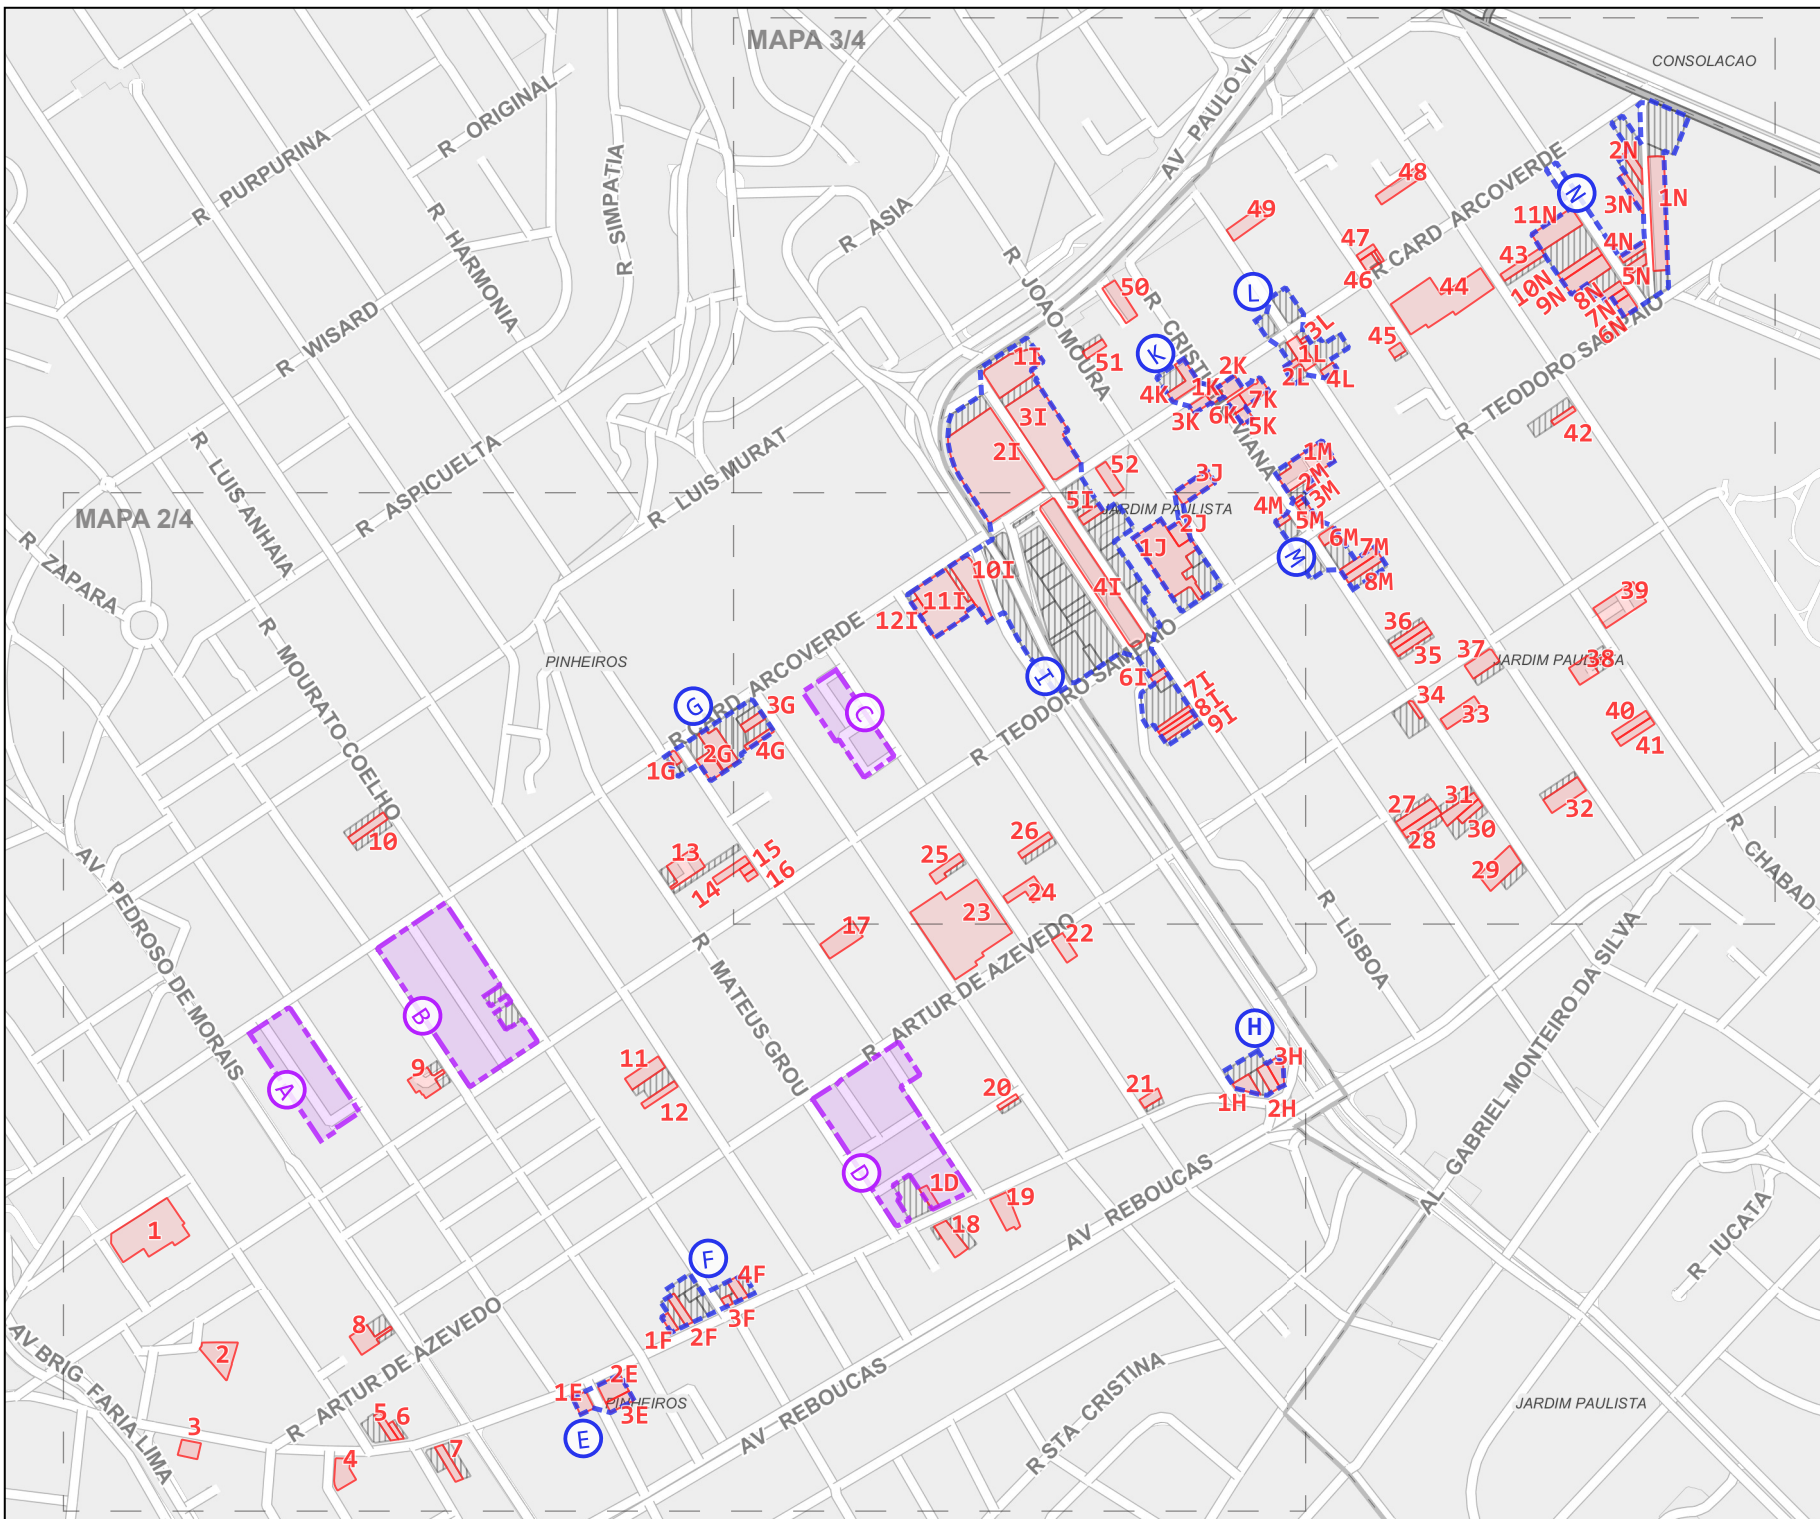 MAPA 3/4
CONSOLACAO
AV PAULO VI
R ORIGINAL
R PURPURINA
R SIMPATIA
R HARMONIA
R ASIA
R CARD ARCOVERDE
48
49
47
46
2N
N
1N
3N
11N
4N
43
5N
10N
9N
8N
7N
6N
44
45
50
L
R JOAO MOURA
R CRISTIANO VIANA
R WISARD
51
K
3L
1L
2L
4L
1I
2K
1K
4K
7K
3K
6K
5K
3I
2I
R TEODORO SAMPAIO
42
R LUIS ANHAIA
R ASPICUELTA
R LUIS MURAT
52
1M
2M
3M
3J
5I
JARDIM PAULISTA
4M
5M
2J
1J
6M
7M
M
8M
MAPA 2/4
R ZAPARA
10I
11I
12I
4I
39
36
35
37
JARDIM PAULISTA
38
R MOURATO COELHO
PINHEIROS
R CARD ARCOVERDE
I
6I
7I
8I
9I
34
33
40
41
G
3G
C
1G
2G
4G
R TEODORO SAMPAIO
27
31
32
28
30
29
10
R CHABAD
26
25
13
15
16
14
24
23
AV PEDROSO DE MORAIS
17
22
R LISBOA
AL GABRIEL MONTEIRO DA SILVA
R MATEUS GROU
R ARTUR DE AZEVEDO
B
A
9
11
12
H
3H
1H
2H
20
21
D
1D
19
18
AV REBOUCAS
R IUCATA
1
F
4F
3F
1F
2F
8
2
R ARTUR DE AZEVEDO
AV BRIG FARIA LIMA
AV REBOUCAS
R STA CRISTINA
2E
1E
PINHEIROS
3E
E
JARDIM PAULISTA
5
6
3
7
4